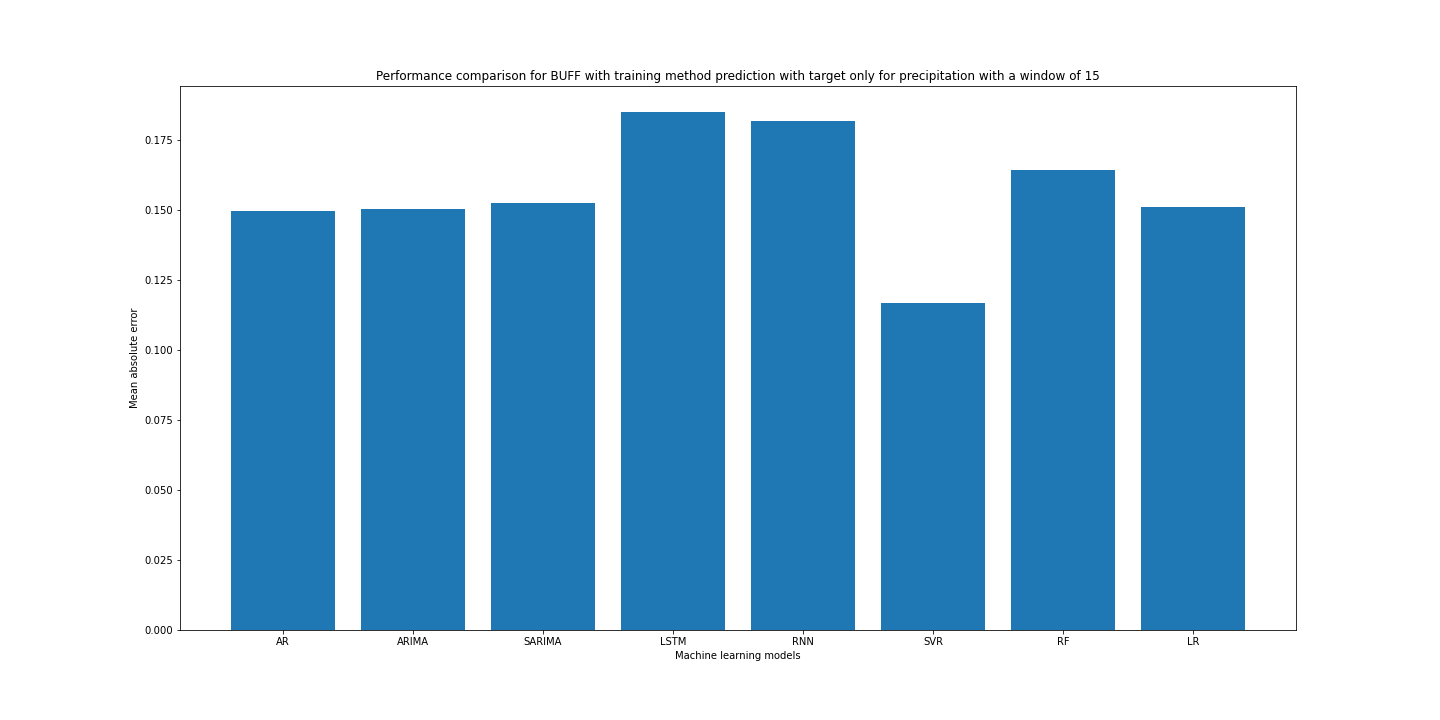 Performance comparison for BUFF with training method prediction with target only for precipitation with a window of 15
Mean absolute error
0.175
0.150
0.125
0.100
0.075
0.050
0.025
0.000
AR ARIMA SARIMA LSTM RNN SVR RF LR
Machine learning models